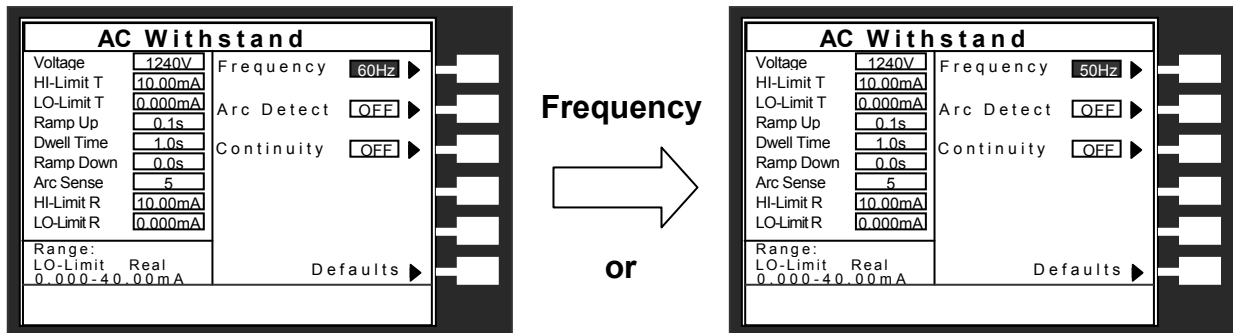 AC Withstand
Voltage 1240V
HI-Limit T 10.00mA
LO-Limit T 0.000mA
Ramp Up 0.1s
Dwell Time 1.0s
Ramp Down 0.0s
Arc Sense 5
HI-Limit R 10.00mA
LO-Limit R 0.000mA
Frequency 60Hz
Arc Detect OFF
Continuity OFF
Range:
LO-Limit Real
0.000-40.00mA
Defaults
Frequency
or
AC Withstand
Voltage 1240V
HI-Limit T 10.00mA
LO-Limit T 0.000mA
Ramp Up 0.1s
Dwell Time 1.0s
Ramp Down 0.0s
Arc Sense 5
HI-Limit R 10.00mA
LO-Limit R 0.000mA
Frequency 50Hz
Arc Detect OFF
Continuity OFF
Range:
LO-Limit Real
0.000-40.00mA
Defaults